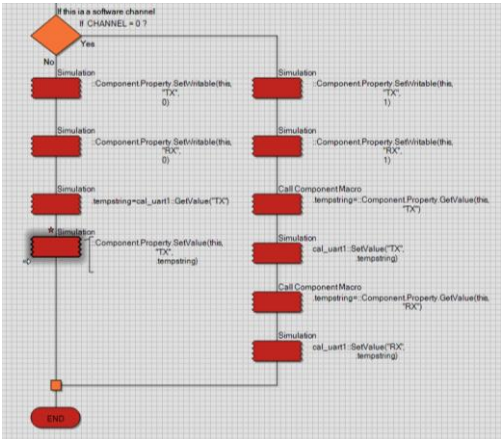 If this is a software channel
If CHANNEL = 0 ?
Yes
No
Simulation
::Component.Property.SetWritable(this,
"TX",
0)
Simulation
::Component.Property.SetWritable(this,
"RX",
0)
Simulation
.tempstring=cal_uart1::GetValue("TX")
Simulation
::Component.Property.SetValue(this,
"TX",
.tempstring)
Simulation
::Component.Property.SetWritable(this,
"TX",
1)
Simulation
::Component.Property.SetWritable(this,
"RX",
1)
Call Component Macro
.tempstring=::Component.Property.GetValue(this,
"TX")
Simulation
cal_uart1::SetValue("TX",
.tempstring)
Call Component Macro
.tempstring=::Component.Property.GetValue(this,
"RX")
Simulation
cal_uart1::SetValue("RX",
.tempstring)
END